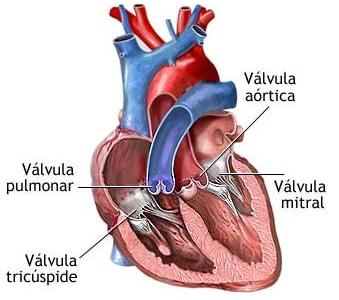 Válvula
aórtica
Válvula
pulmonar
Válvula
mitral
Válvula
tricúspide